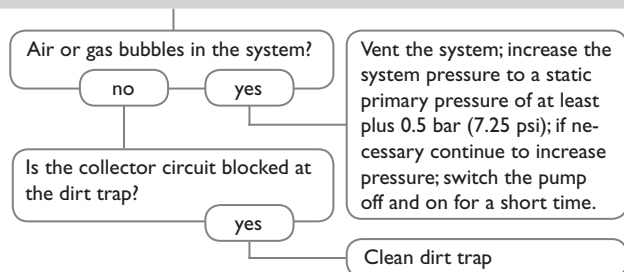 Air or gas bubbles in the system?
no
yes
Vent the system; increase the
system pressure to a static
primary pressure of at least
plus 0.5 bar (7.25 psi); if ne-
cessary continue to increase
pressure; switch the pump
off and on for a short time.
Is the collector circuit blocked at
the dirt trap?
yes
Clean dirt trap